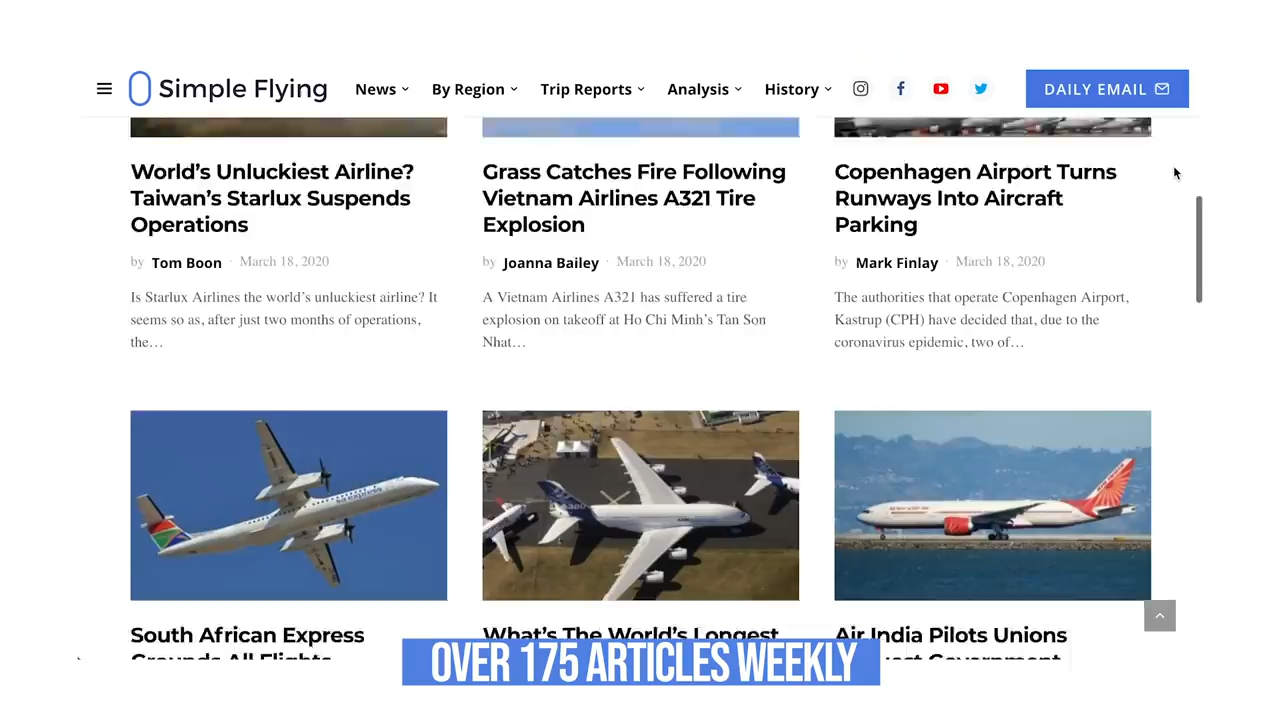 Simple Flying
News
By Region
Trip Reports
Analysis
History
DAILY EMAIL
World's Unluckiest Airline?
Taiwan's Starlux Suspends
Operations
by Tom Boon · March 18, 2020
Is Starlux Airlines the world's unluckiest airline? It
seems so as, after just two months of operations,
the…
Grass Catches Fire Following
Vietnam Airlines A321 Tire
Explosion
by Joanna Bailey · March 18, 2020
A Vietnam Airlines A321 has suffered a tire
explosion on takeoff at Ho Chi Minh's Tan Son
Nhat…
Copenhagen Airport Turns
Runways Into Aircraft
Parking
by Mark Finlay · March 18, 2020
The authorities that operate Copenhagen Airport,
Kastrup (CPH) have decided that, due to the
coronavirus epidemic, two of…
South African Express
Grounds All Flights
What's The World's Longest
Air India Pilots Unions
Government
OVER 175 ARTICLES WEEKLY